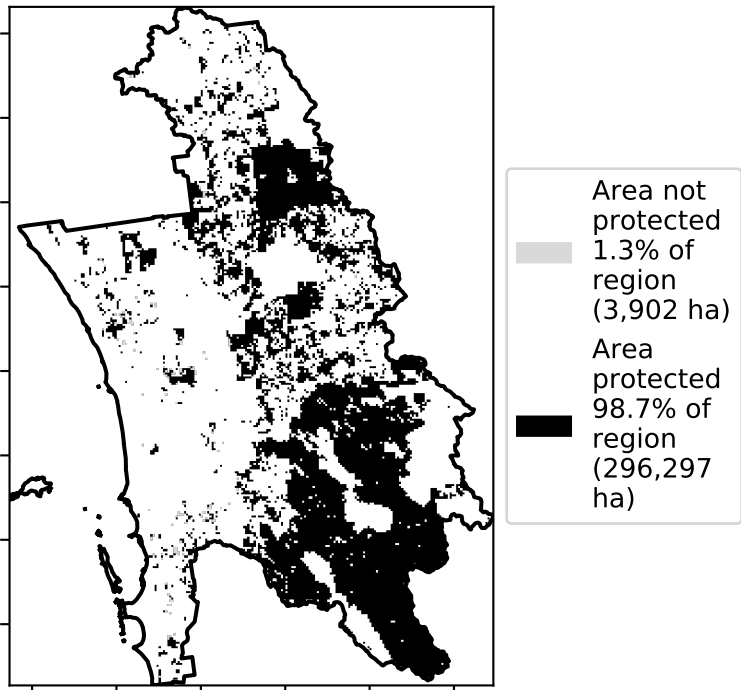 Area not
protected
1.3% of
region
(3,902 ha)
Area
protected
98.7% of
region
(296,297
ha)